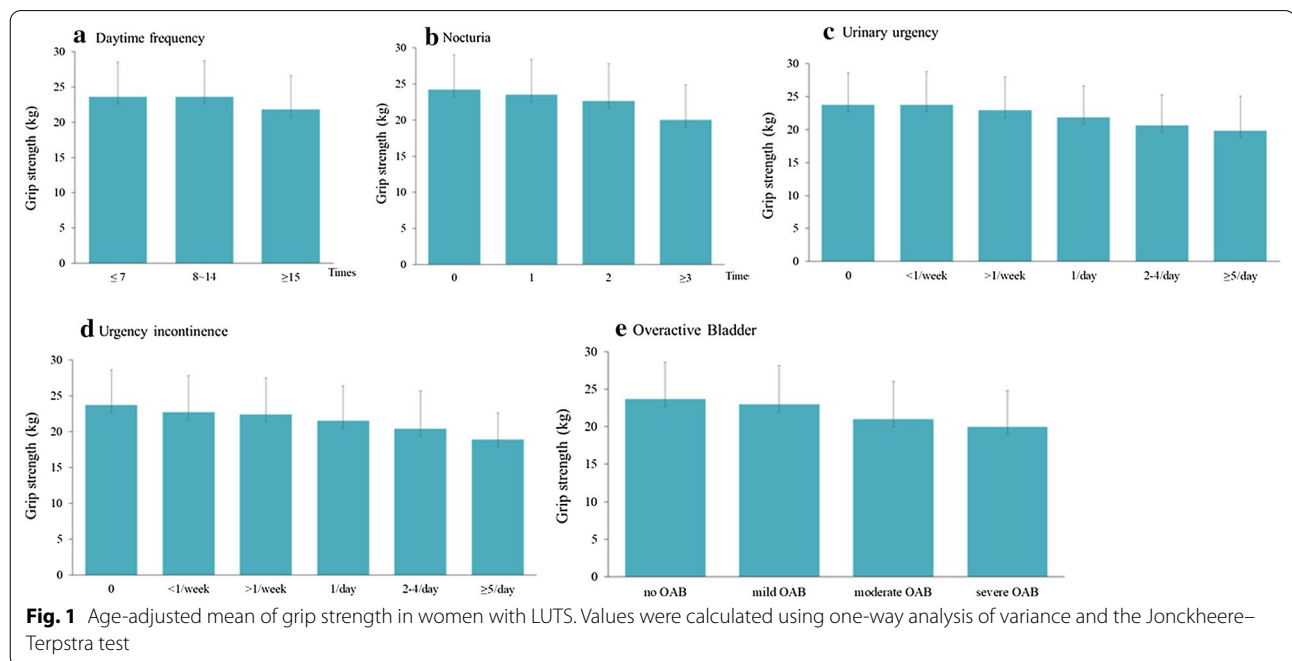 a Daytime frequency
Grip strength (kg)
30
25
20
15
10
5
0
≤ 7 8~14 ≥15 Times
b Nocturia
Grip strength (kg)
30
25
20
15
10
5
0
0 1 2 ≥3 Time
c Urinary urgency
Grip strength (kg)
30
25
20
15
10
5
0
0 <1/week >1/week 1/day 2-4/day ≥5/day
d Urgency incontinence
Grip strength (kg)
30
25
20
15
10
5
0
0 <1/week >1/week 1/day 2-4/day ≥5/day
e Overactive Bladder
Grip strength (kg)
30
25
20
15
10
5
0
no OAB mild OAB moderate OAB severe OAB
Fig. 1 Age-adjusted mean of grip strength in women with LUTS. Values were calculated using one-way analysis of variance and the Jonckheere–
Terpstra test